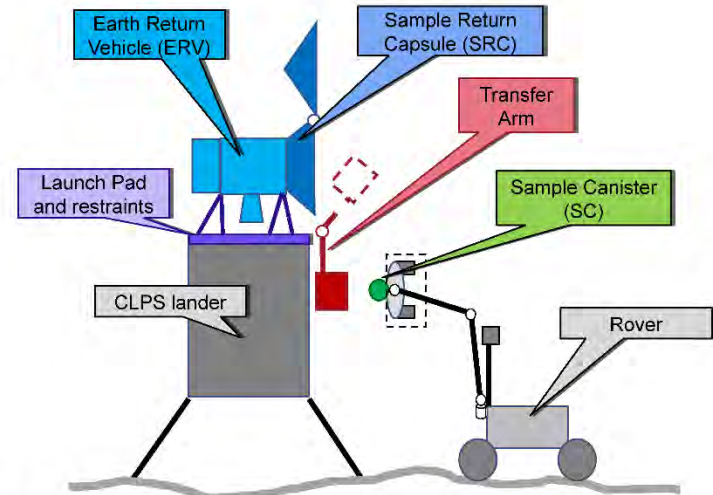 Earth Return
Vehicle (ERV)
Sample Return
Capsule (SRC)
Transfer
Arm
Launch Pad
and restraints
Sample Canister
(SC)
CLPS lander
Rover